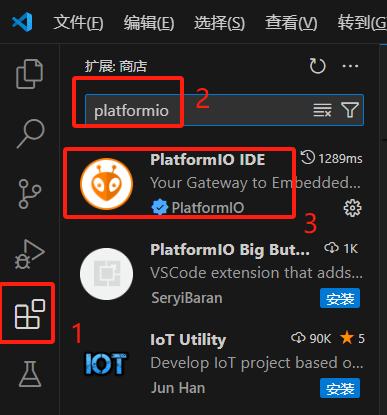 文件(F) 编辑(E) 选择(S) 查看(V) 转到(G
扩展: 商店
2
platformio
PlatformIO IDE 1289ms
Your Gateway to Embedded...
PlatformIO
3
PlatformIO Big But... 1K
VSCode extension that adds...
SeryiBaran 安装
1
IoT Utility 90K 5
IOT
Develop IoT project based o...
Jun Han 安装